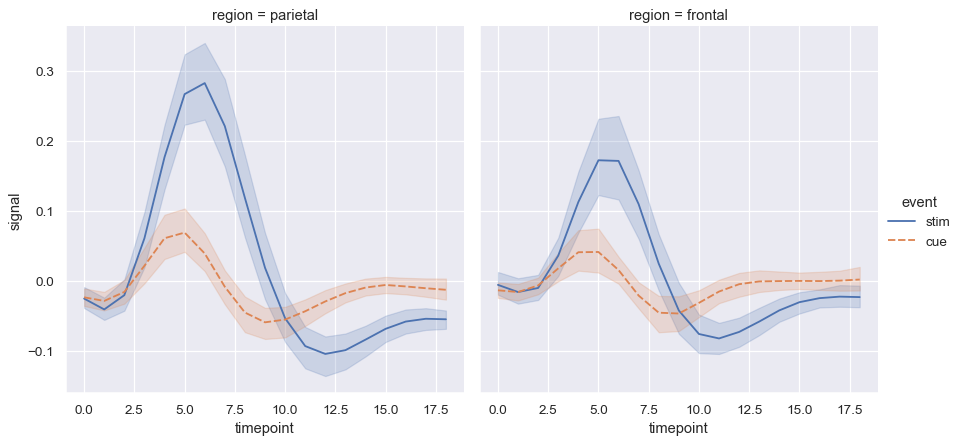 region = parietal
region = frontal
signal
0.3
0.2
0.1
0.0
−0.1
0.0 2.5 5.0 7.5 10.0 12.5 15.0 17.5
timepoint
0.0 2.5 5.0 7.5 10.0 12.5 15.0 17.5
timepoint
event
stim
cue